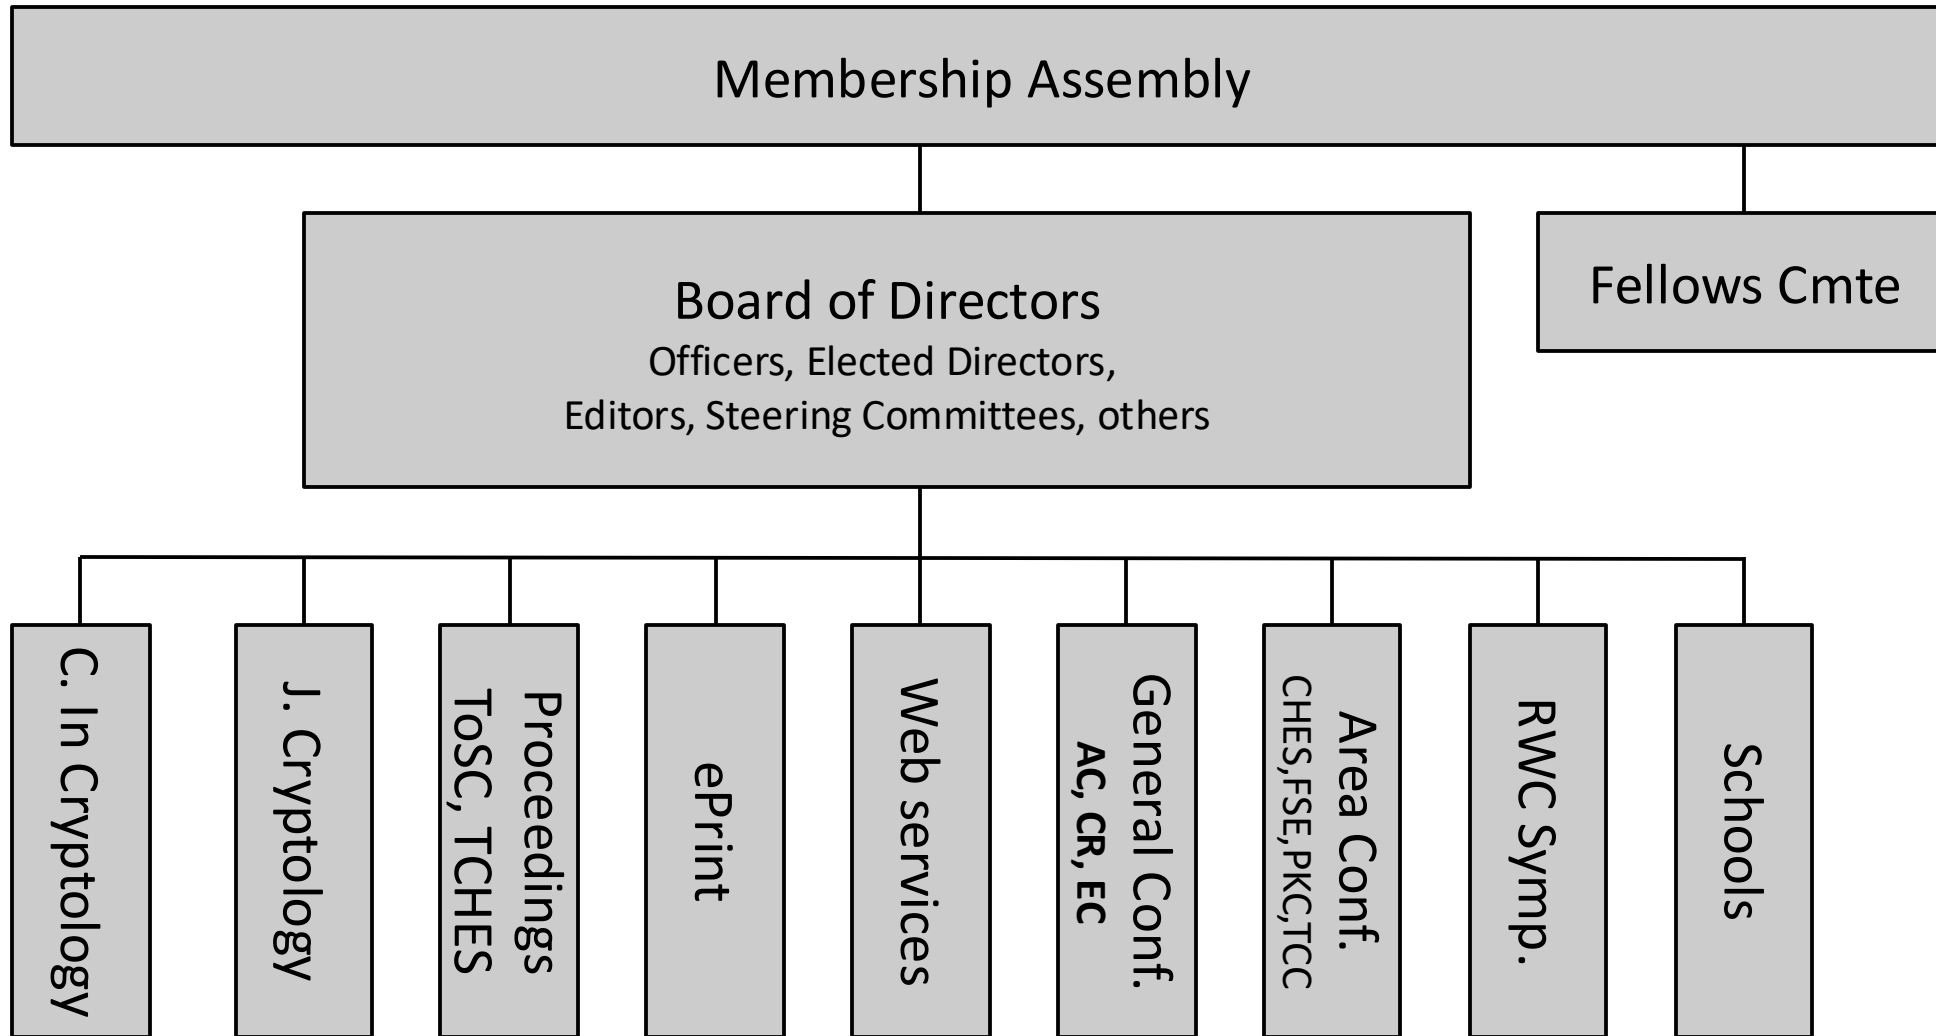 Membership Assembly
Board of Directors
Officers, Elected Directors,
Editors, Steering Committees, others
Fellows Cmte
C. In Cryptology
J. Cryptology
Proceedings
ToSC, TCHES
ePrint
Web services
General Conf.
AC, CR, EC
Area Conf.
CHES,FSE,PKC,TCC
RWC Symp.
Schools